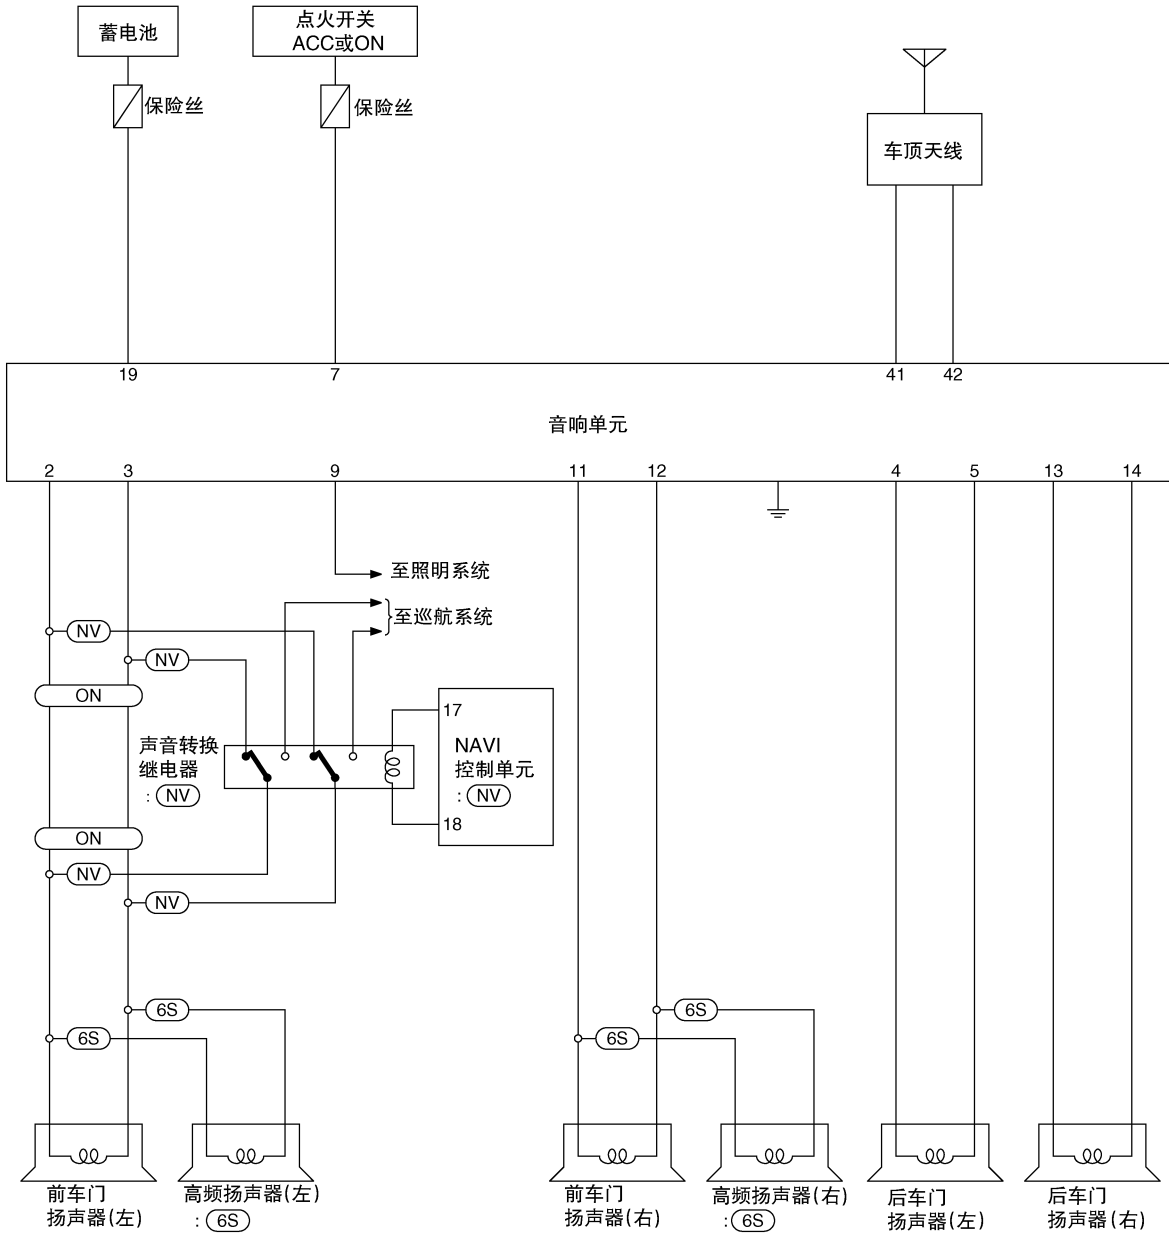 蓄电池
点火开关
ACC或ON
保险丝
保险丝
车顶天线
19
7
41
42
音响单元
2
3
9
11
12
4
5
13
14
至照明系统
至巡航系统
NV
NV
ON
17
声音转换
继电器
: NV
NAVI
控制单元
: NV
18
ON
NV
NV
6S
6S
6S
6S
前车门
扬声器(左)
高频扬声器(左)
: 6S
前车门
扬声器(右)
高频扬声器(右)
: 6S
后车门
扬声器(左)
后车门
扬声器(右)